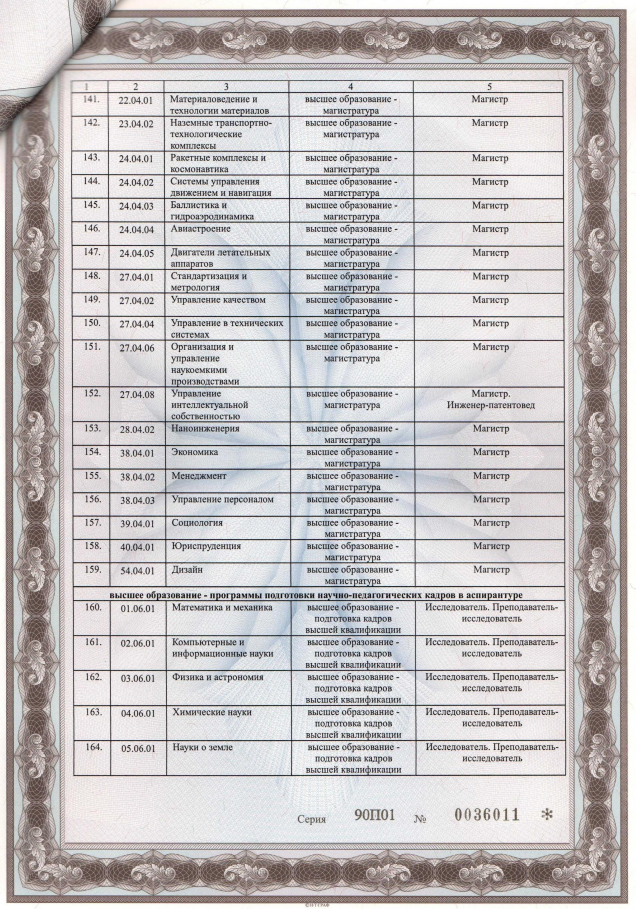 1 2 3 4 5
141. 22.04.01 Материаловедение и высшее образование - Магистр
технологии материалов магистратура
142. 23.04.02 Наземные транспортно- высшее образование - Магистр
технологические магистратура
комплексы
143. 24.04.01 Ракетные комплексы и высшее образование - Магистр
космонавтика магистратура
144. 24.04.02 Системы управления высшее образование - Магистр
движением и навигация магистратура
145. 24.04.03 Баллистика и высшее образование - Магистр
гидроаэродинамика магистратура
146. 24.04.04 Авиастроение высшее образование - Магистр
магистратура
147. 24.04.05 Двигатели летательных высшее образование - Магистр
аппаратов магистратура
148. 27.04.01 Стандартизация и высшее образование - Магистр
метрология магистратура
149. 27.04.02 Управление качеством высшее образование - Магистр
магистратура
150. 27.04.04 Управление в технических высшее образование - Магистр
системах магистратура
151. 27.04.06 Организация и высшее образование - Магистр
управление магистратура
наукоемкими
производствами
152. 27.04.08 Управление высшее образование - Магистр.
интеллектуальной магистратура Инженер-патентовед
собственностью
153. 28.04.02 Наноинженерия высшее образование - Магистр
магистратура
154. 38.04.01 Экономика высшее образование - Магистр
магистратура
155. 38.04.02 Менеджмент высшее образование - Магистр
магистратура
156. 38.04.03 Управление персоналом высшее образование - Магистр
магистратура
157. 39.04.01 Социология высшее образование - Магистр
магистратура
158. 40.04.01 Юриспруденция высшее образование - Магистр
магистратура
159. 54.04.01 Дизайн высшее образование - Магистр
магистратура
высшее образование - программы подготовки научно-педагогических кадров в аспирантуре
160. 01.06.01 Математика и механика высшее образование - Исследователь. Преподаватель-
подготовка кадров исследователь
высшей квалификации
161. 02.06.01 Компьютерные и высшее образование - Исследователь. Преподаватель-
информационные науки подготовка кадров исследователь
высшей квалификации
162. 03.06.01 Физика и астрономия высшее образование - Исследователь. Преподаватель-
подготовка кадров исследователь
высшей квалификации
163. 04.06.01 Химические науки высшее образование - Исследователь. Преподаватель-
подготовка кадров исследователь
высшей квалификации
164. 05.06.01 Науки о земле высшее образование - Исследователь. Преподаватель-
подготовка кадров исследователь
высшей квалификации
Серия 90П01 № 0036011 *